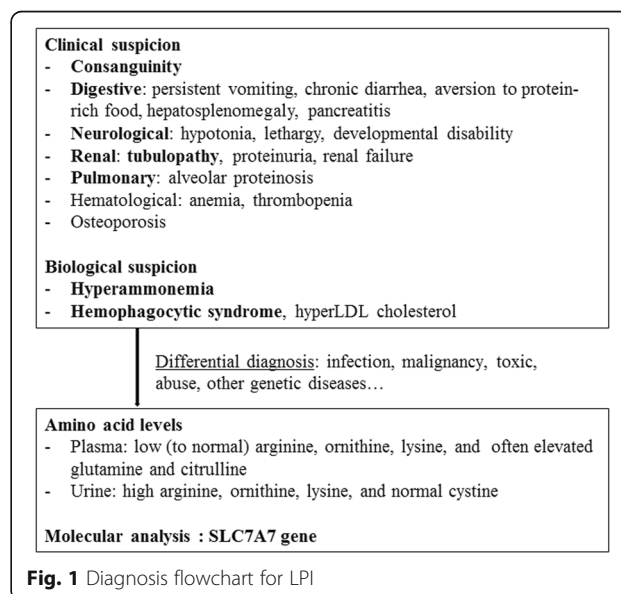 Clinical suspicion
- Consanguinity
- Digestive: persistent vomiting, chronic diarrhea, aversion to protein-
rich food, hepatosplenomegaly, pancreatitis
- Neurological: hypotonia, lethargy, developmental disability
- Renal: tubulopathy, proteinuria, renal failure
- Pulmonary: alveolar proteinosis
- Hematological: anemia, thrombopenia
- Osteoporosis
Biological suspicion
- Hyperammonemia
- Hemophagocytic syndrome, hyperLDL cholesterol
Differential diagnosis: infection, malignancy, toxic,
abuse, other genetic diseases…
Amino acid levels
- Plasma: low (to normal) arginine, ornithine, lysine, and often elevated
glutamine and citrulline
- Urine: high arginine, ornithine, lysine, and normal cystine
Molecular analysis : SLC7A7 gene
Fig. 1 Diagnosis flowchart for LPI